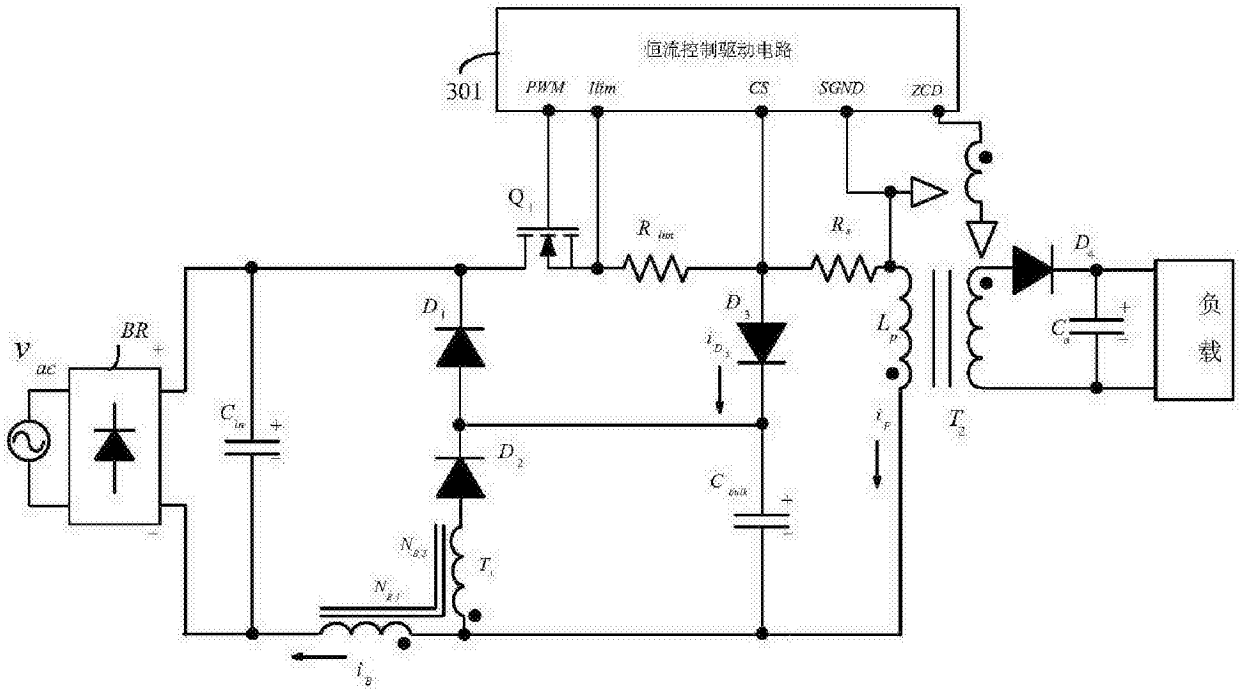 恒流控制驱动电路
301
PWM Ilim CS SGND ZCD
Q1
Rlim
Rs
D1
D3
D4
iD3
Lp
Co
+
−
负载
vac
BR
+
−
Cin
+
−
D2
Cbulk
+
−
iP
T2
NB2
T1
NB1
iB